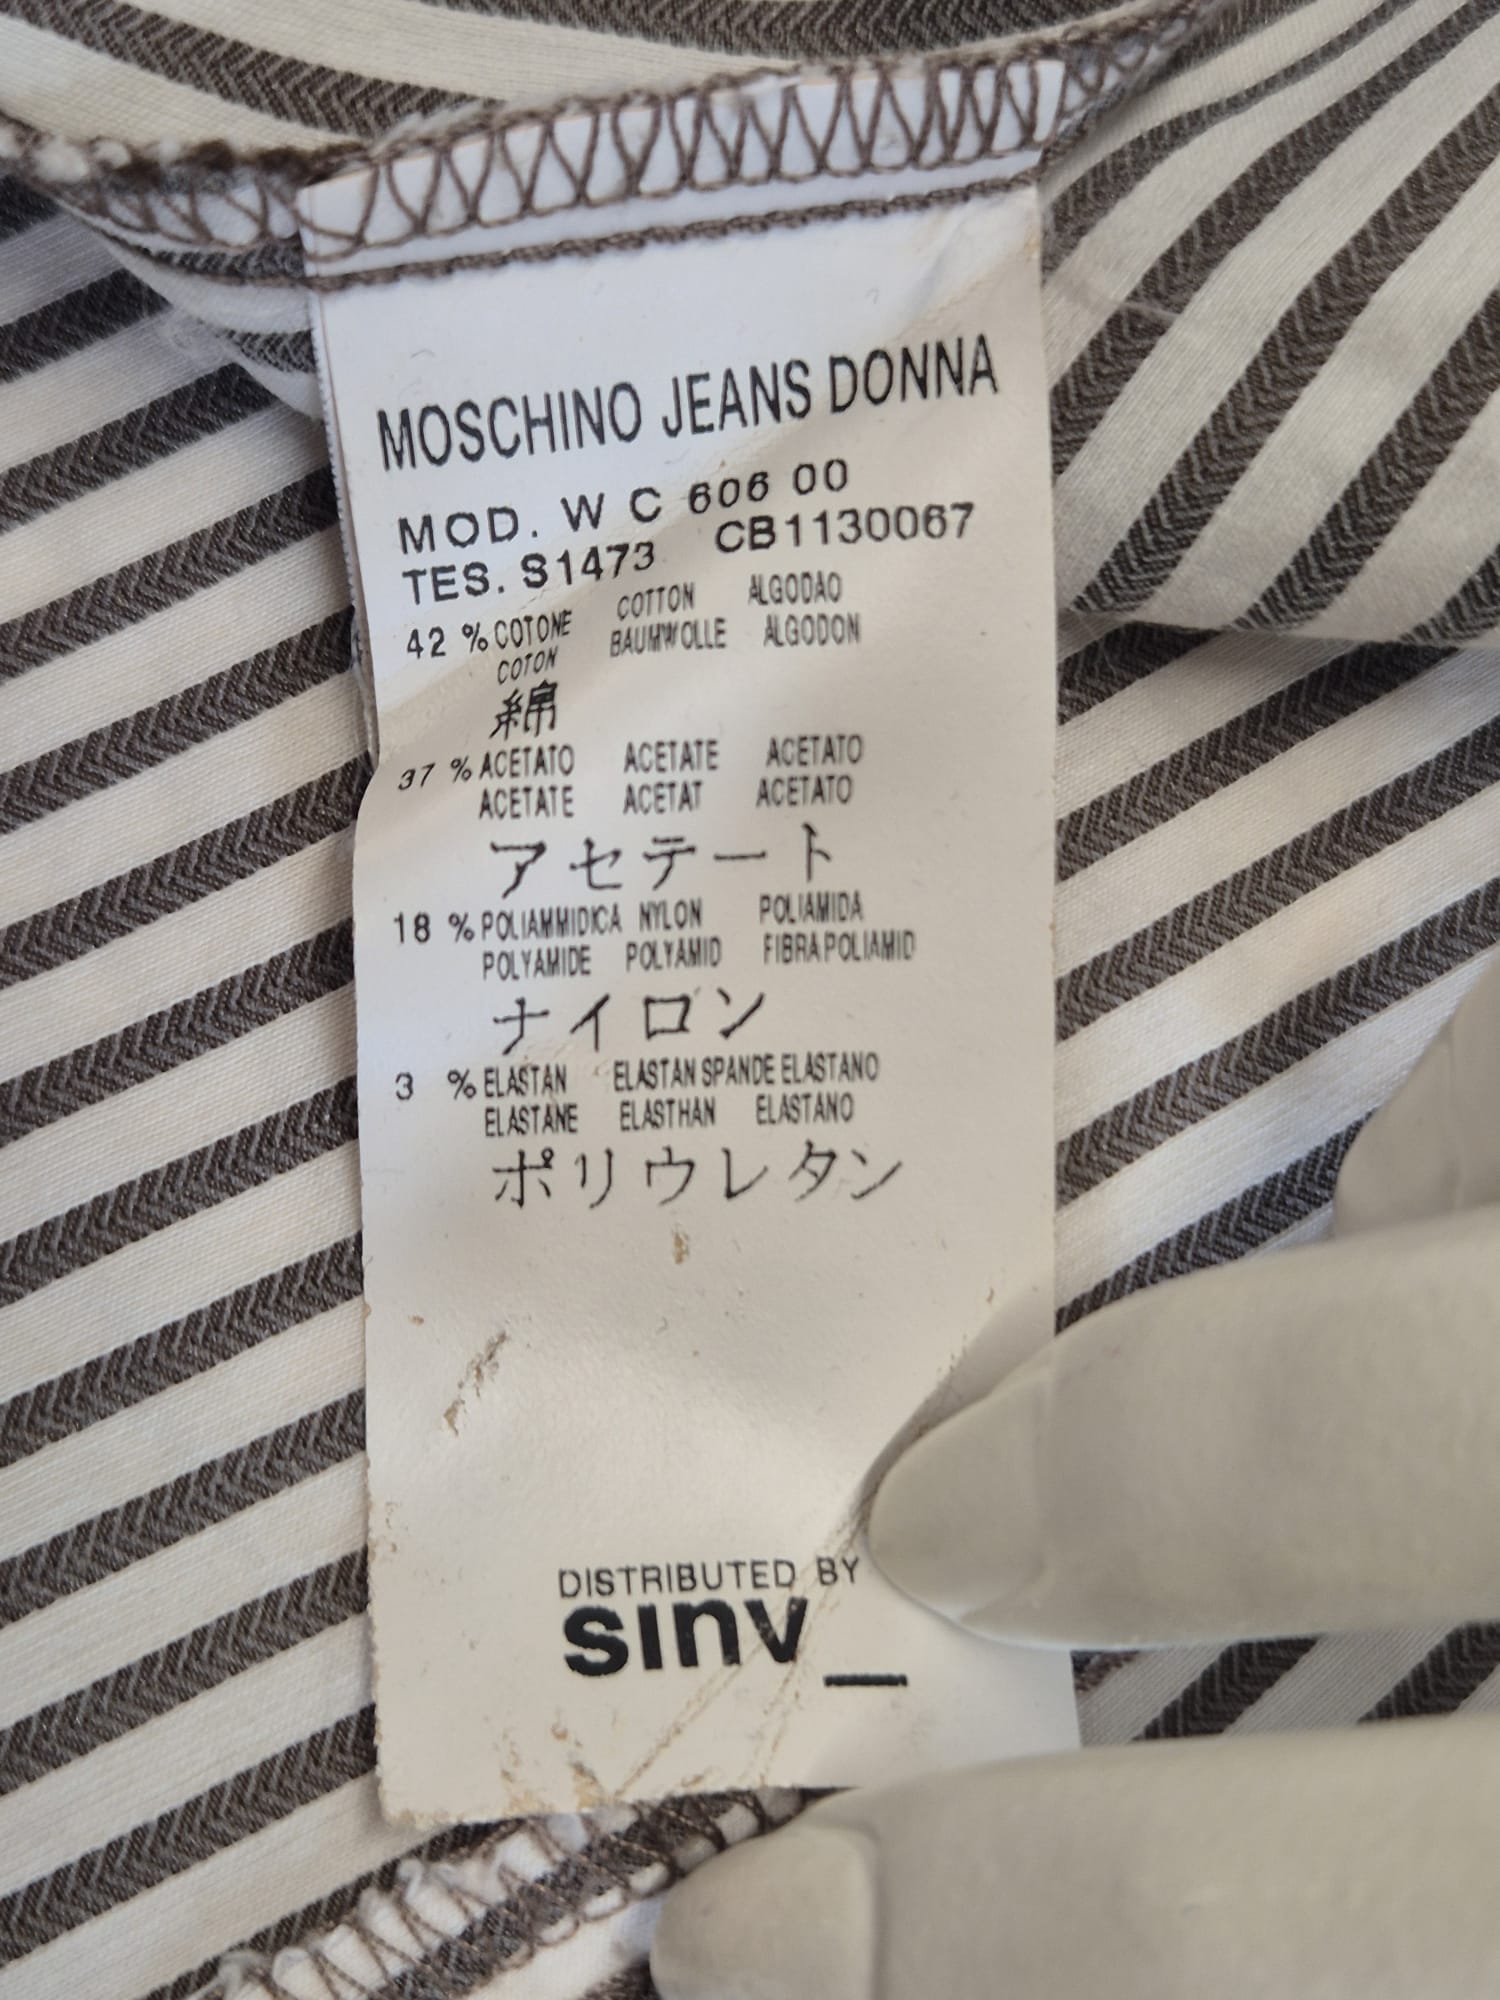 MOSCHINO JEANS DONNA
MOD. W C 606 00
TES. S1473 CB1130067
COTTON ALGODAO
42 % COTONE BAUMWOLLE ALGODON
COTON
綿
37 % ACETATO ACETATE ACETATO
ACETATE ACETAT ACETATO
アセテート
18 % POLIAMMIDICA NYLON POLIAMIDA
POLYAMIDE POLYAMID FIBRA POLIAMID
ナイロン
3 % ELASTAN ELASTAN SPANDE ELASTANO
ELASTANE ELASTHAN ELASTANO
ポリウレタン
DISTRIBUTED BY
sinv_